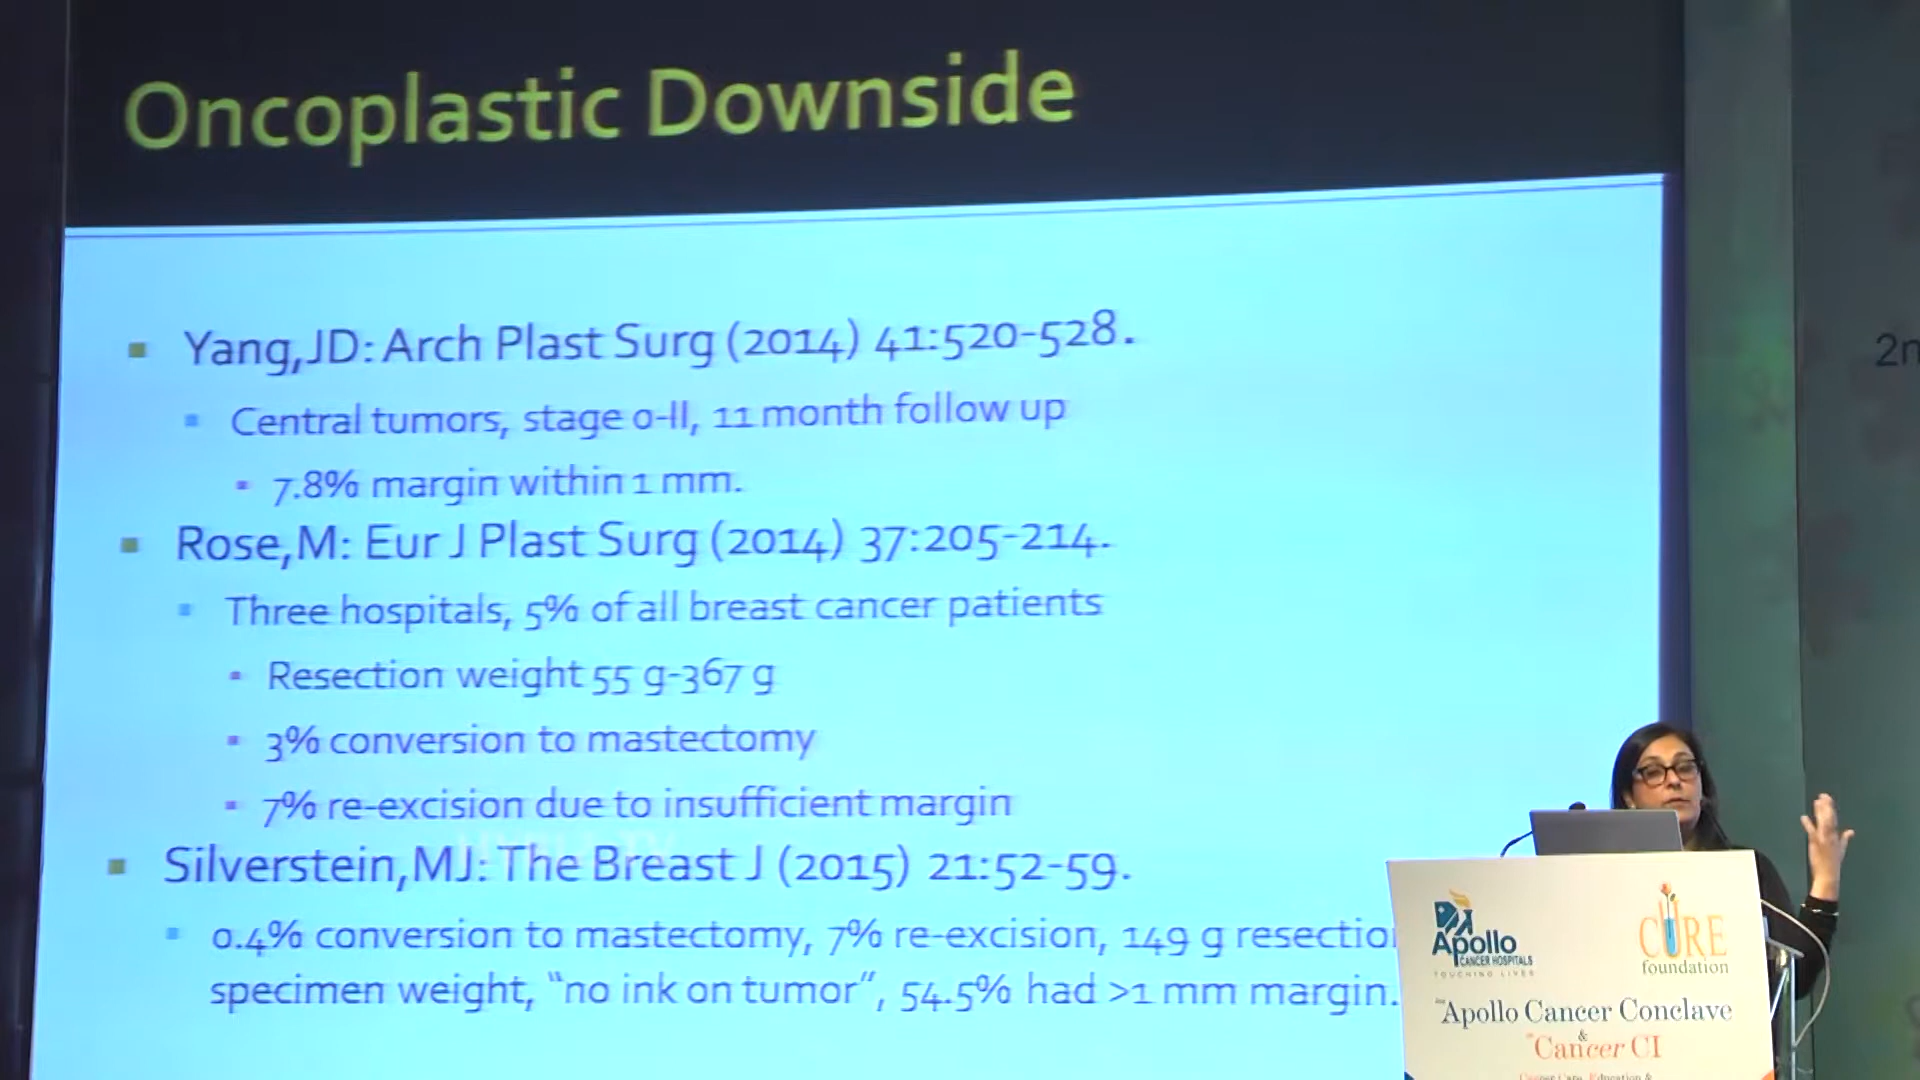 Oncoplastic Downside
Yang,JD: Arch Plast Surg (2014) 41:520-528.
Central tumors, stage 0-II, 11 month follow up
7.8% margin within 1 mm.
Rose,M: Eur J Plast Surg (2014) 37:205-214.
Three hospitals, 5% of all breast cancer patients
Resection weight 55 g-367 g
3% conversion to mastectomy
7% re-excision due to insufficient margin
Silverstein,MJ: The Breast J (2015) 21:52-59.
0.4% conversion to mastectomy, 7% re-excision, 149 g resectio
specimen weight, "no ink on tumor", 54.5% had >1 mm margin.
2n
Apollo
CANCER HOSPITALS
TOUCHING LIVES
CURE
foundation
Apollo Cancer Conclave
&
Cancer CI
Cancer Care, Education &